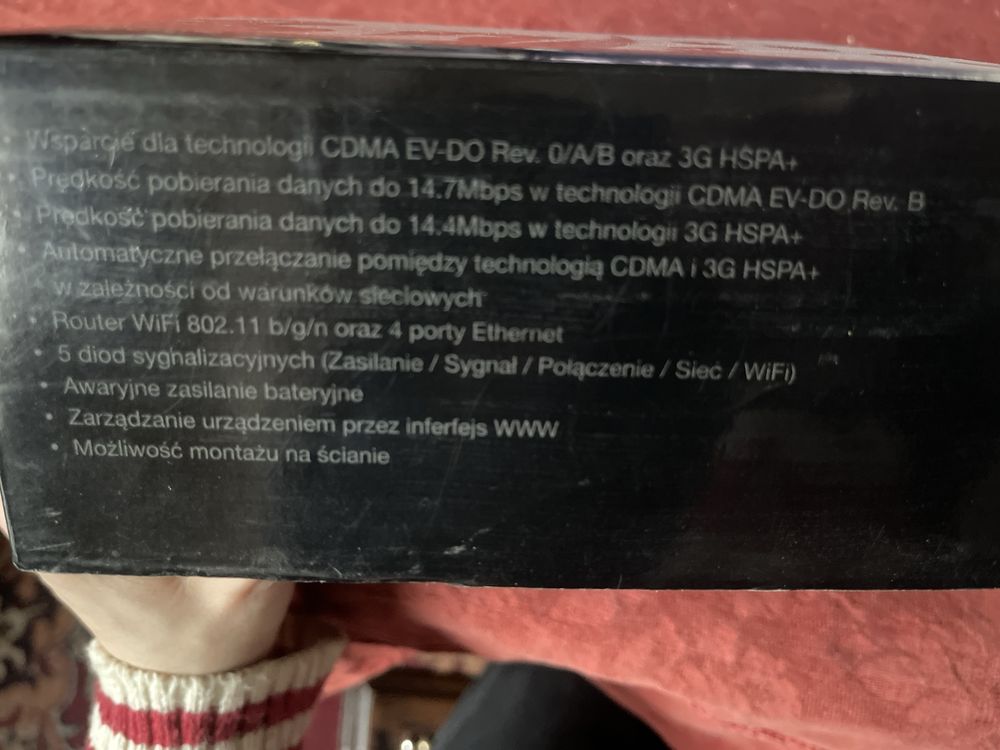 • Wsparcie dla technologii CDMA EV-DO Rev. 0/A/B oraz 3G HSPA+
• Prędkość pobierania danych do 14.7Mbps w technologii CDMA EV-DO Rev. B
• Prędkość pobierania danych do 14.4Mbps w technologii 3G HSPA+
• Automatyczne przełączanie pomiędzy technologią CDMA i 3G HSPA+
w zależności od warunków sieciowych
• Router WiFi 802.11 b/g/n oraz 4 porty Ethernet
• 5 diod syghalizacyjnych (Zasilanie / Sygnał / Połączenie / Sieć / WiFi)
• Awaryjne zasilanie bateryjne
• Zarządzanie urządzeniem przez inferfejs WWW
• Możliwość montażu na ścianie